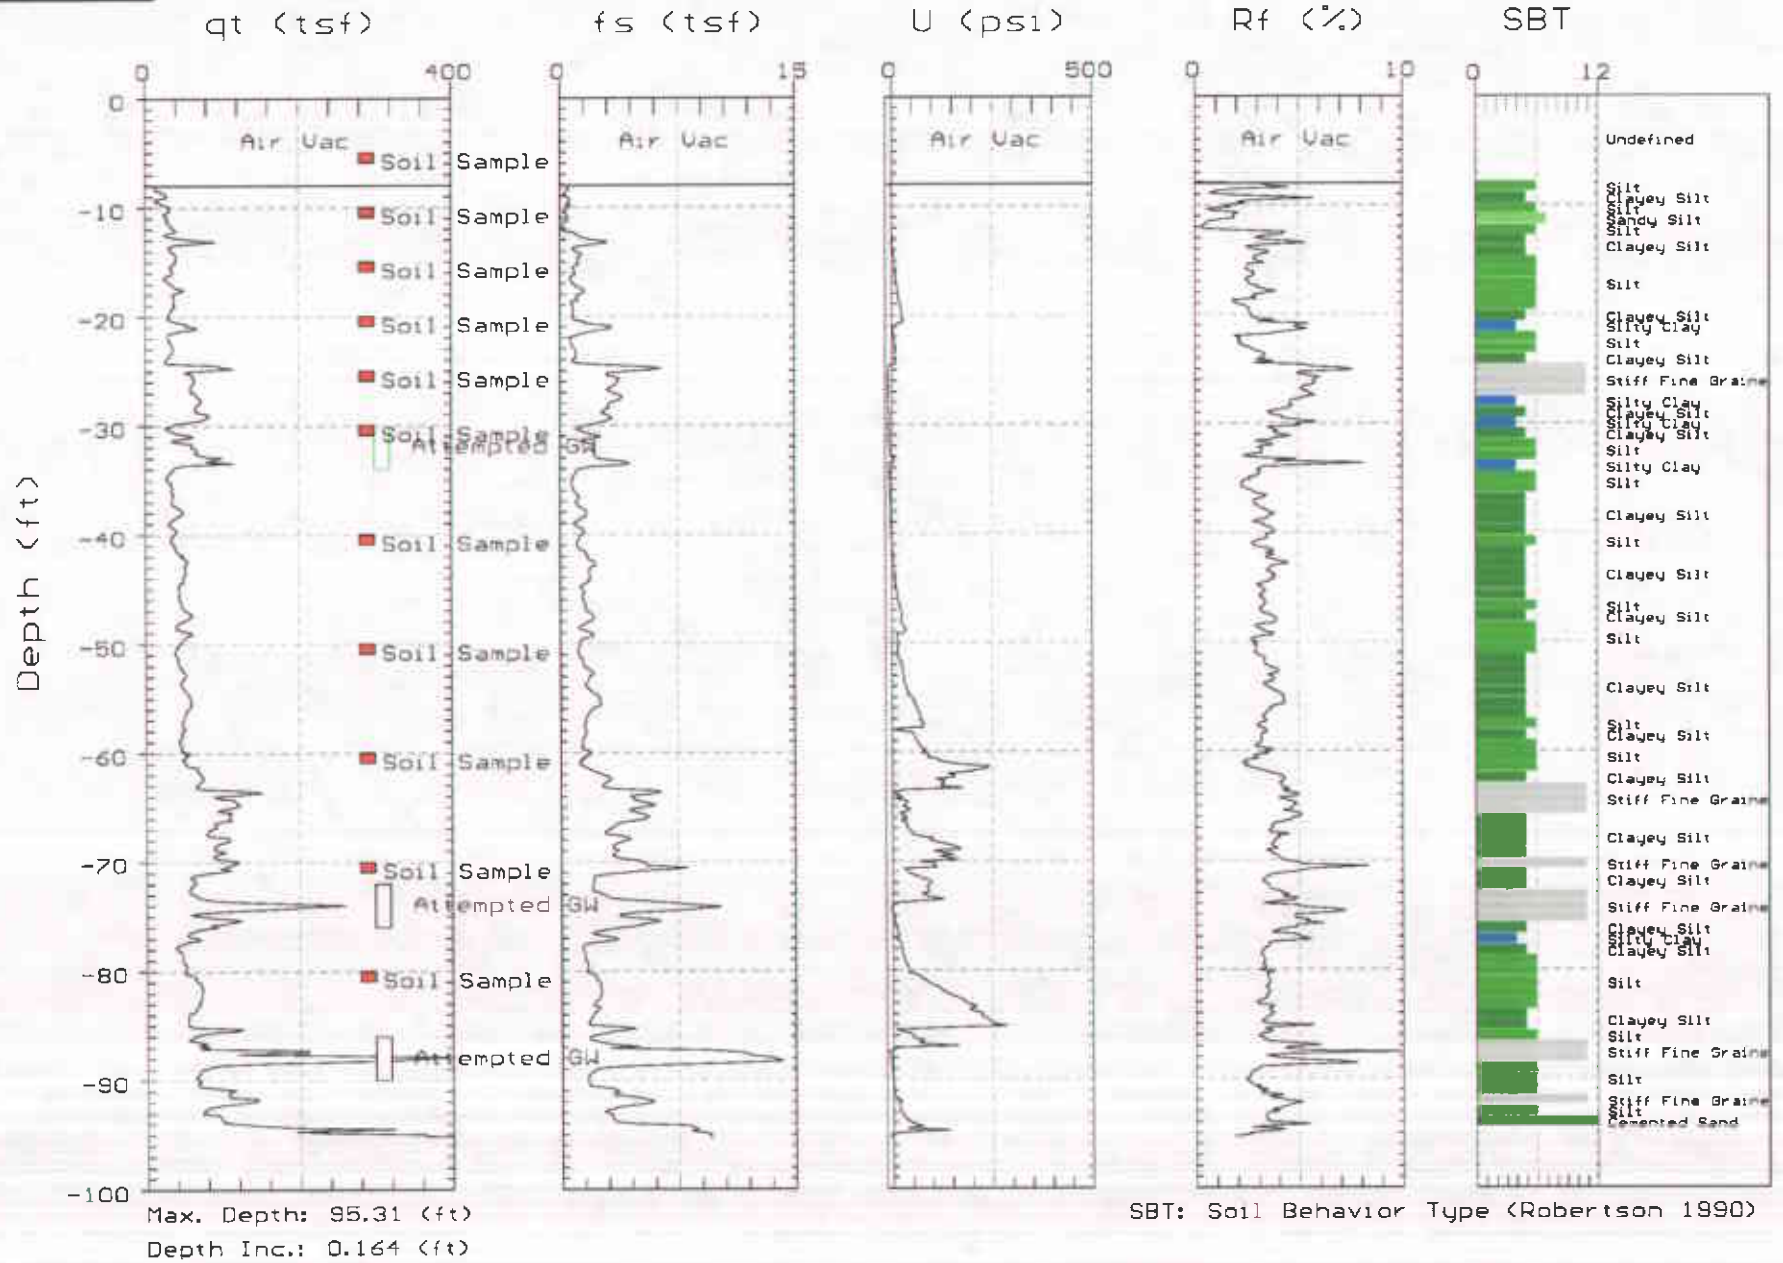 qt (tsf)
fs (tsf)
U (psi)
Rf (%)
SBT
0 400
0 15
0 500
0 10
0 12
0
-10
-20
-30
-40
-50
-60
-70
-80
-90
-100
Depth (ft)
Air Vac
Air Vac
Air Vac
Air Vac
Soil Sample
Soil Sample
Soil Sample
Soil Sample
Soil Sample
Soil Sample
Attempted GW
Soil Sample
Soil Sample
Soil Sample
Soil Sample
Attempted GW
Soil Sample
Attempted GW
Undefined
Silt
Clayey Silt
Silt
Sandy Silt
Silt
Clayey Silt
Silt
Clayey Silt
Silty Clay
Silt
Clayey Silt
Stiff Fine Graine
Silty Clay
Clayey Silt
Silty Clay
Clayey Silt
Silt
Silty Clay
Silt
Clayey Silt
Silt
Clayey Silt
Silt
Clayey Silt
Silt
Clayey Silt
Silt
Clayey Silt
Silt
Clayey Silt
Stiff Fine Graine
Clayey Silt
Stiff Fine Graine
Clayey Silt
Stiff Fine Graine
Clayey Silt
Silty Clay
Clayey Silt
Silt
Clayey Silt
Silt
Stiff Fine Graine
Silt
Stiff Fine Graine
Silt
Cemented Sand
Max. Depth: 95.31 (ft)
Depth Inc.: 0.164 (ft)
SBT: Soil Behavior Type (Robertson 1990)